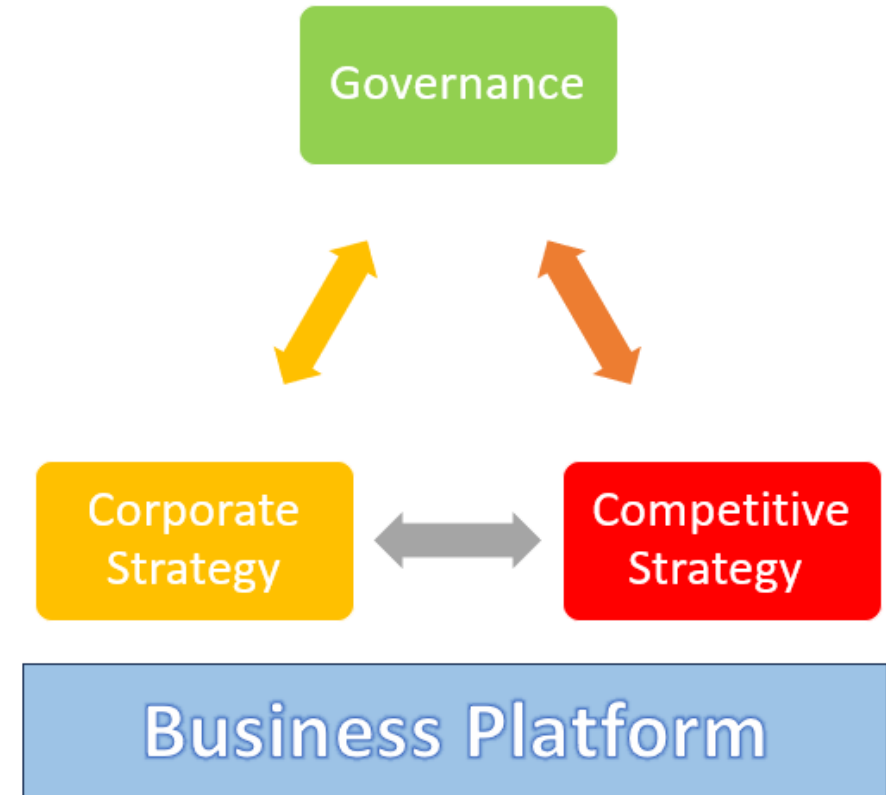 Governance
Corporate
Strategy
Competitive
Strategy
Business Platform